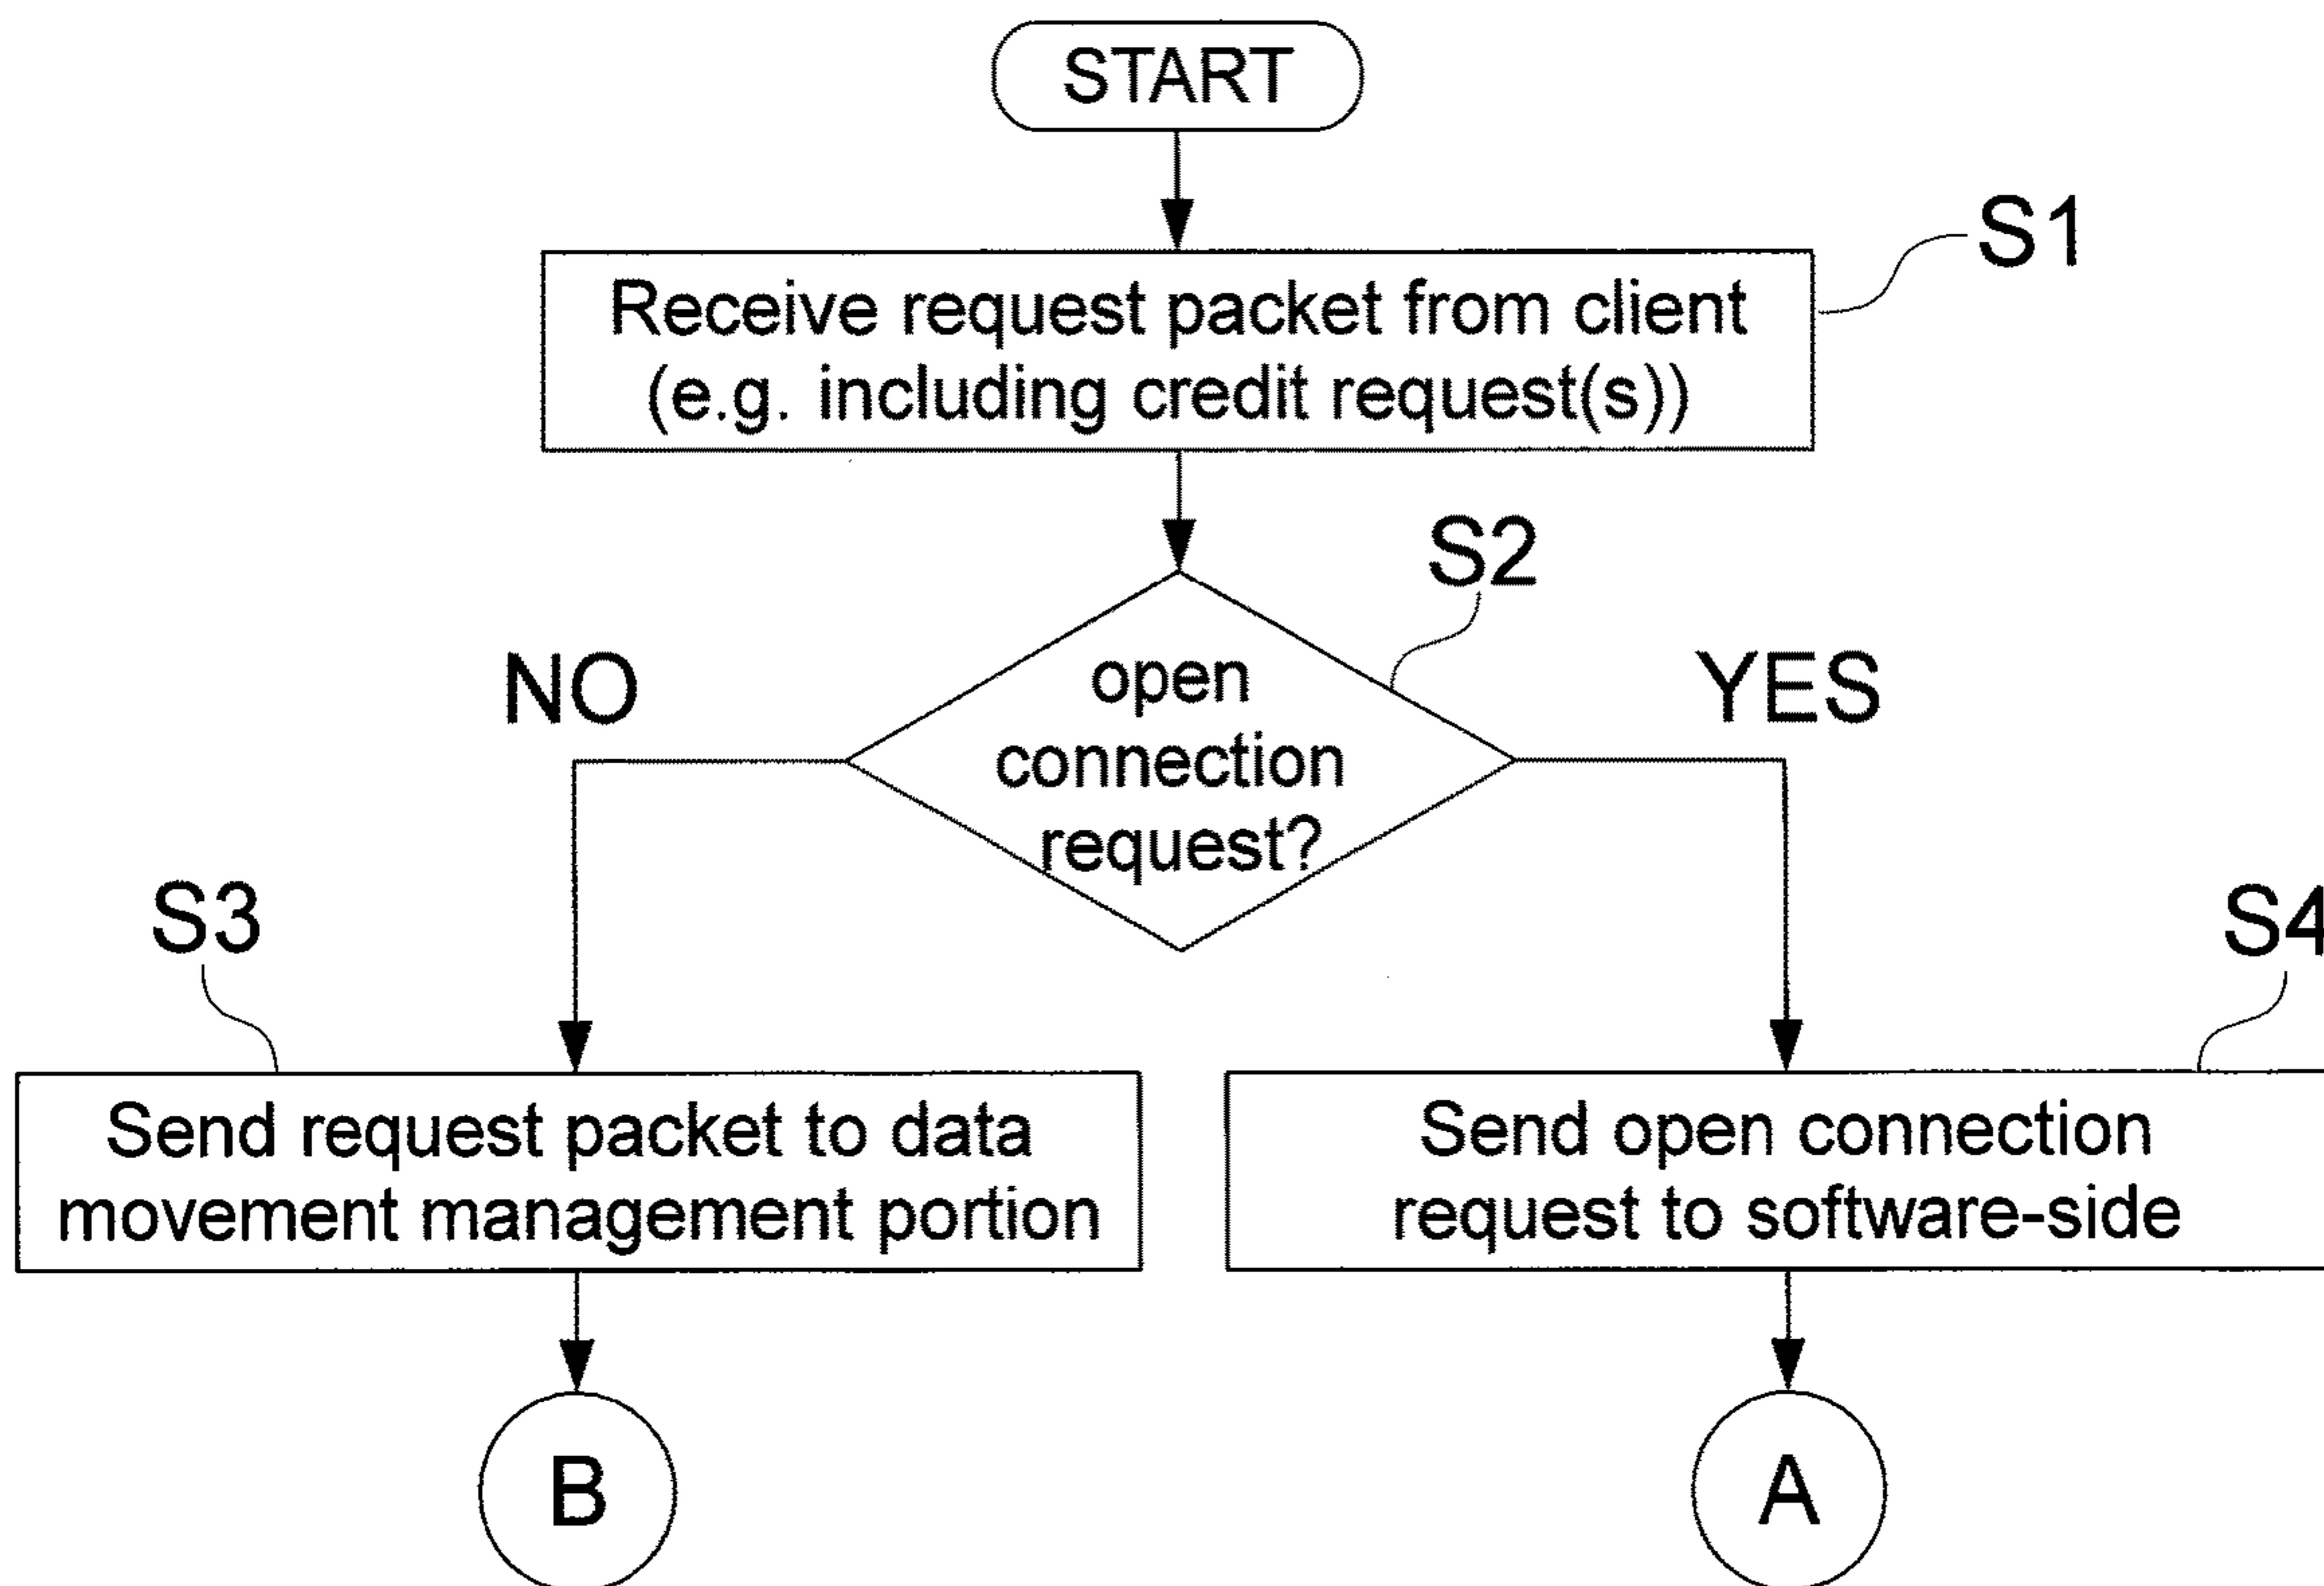 START
S1
Receive request packet from client
(e.g. including credit request(s))
S2
NO
YES
open
connection
request?
S3
S4
Send request packet to data
movement management portion
Send open connection
request to software-side
B
A